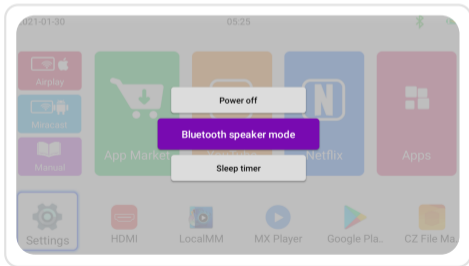 2021-01-30
05:25
Airplay
Miracast
Manual
App Market
Netflix
Apps
Power off
Bluetooth speaker mode
Sleep timer
Settings
HDMI
LocalMM
MX Player
Google Pla..
CZ File Ma.